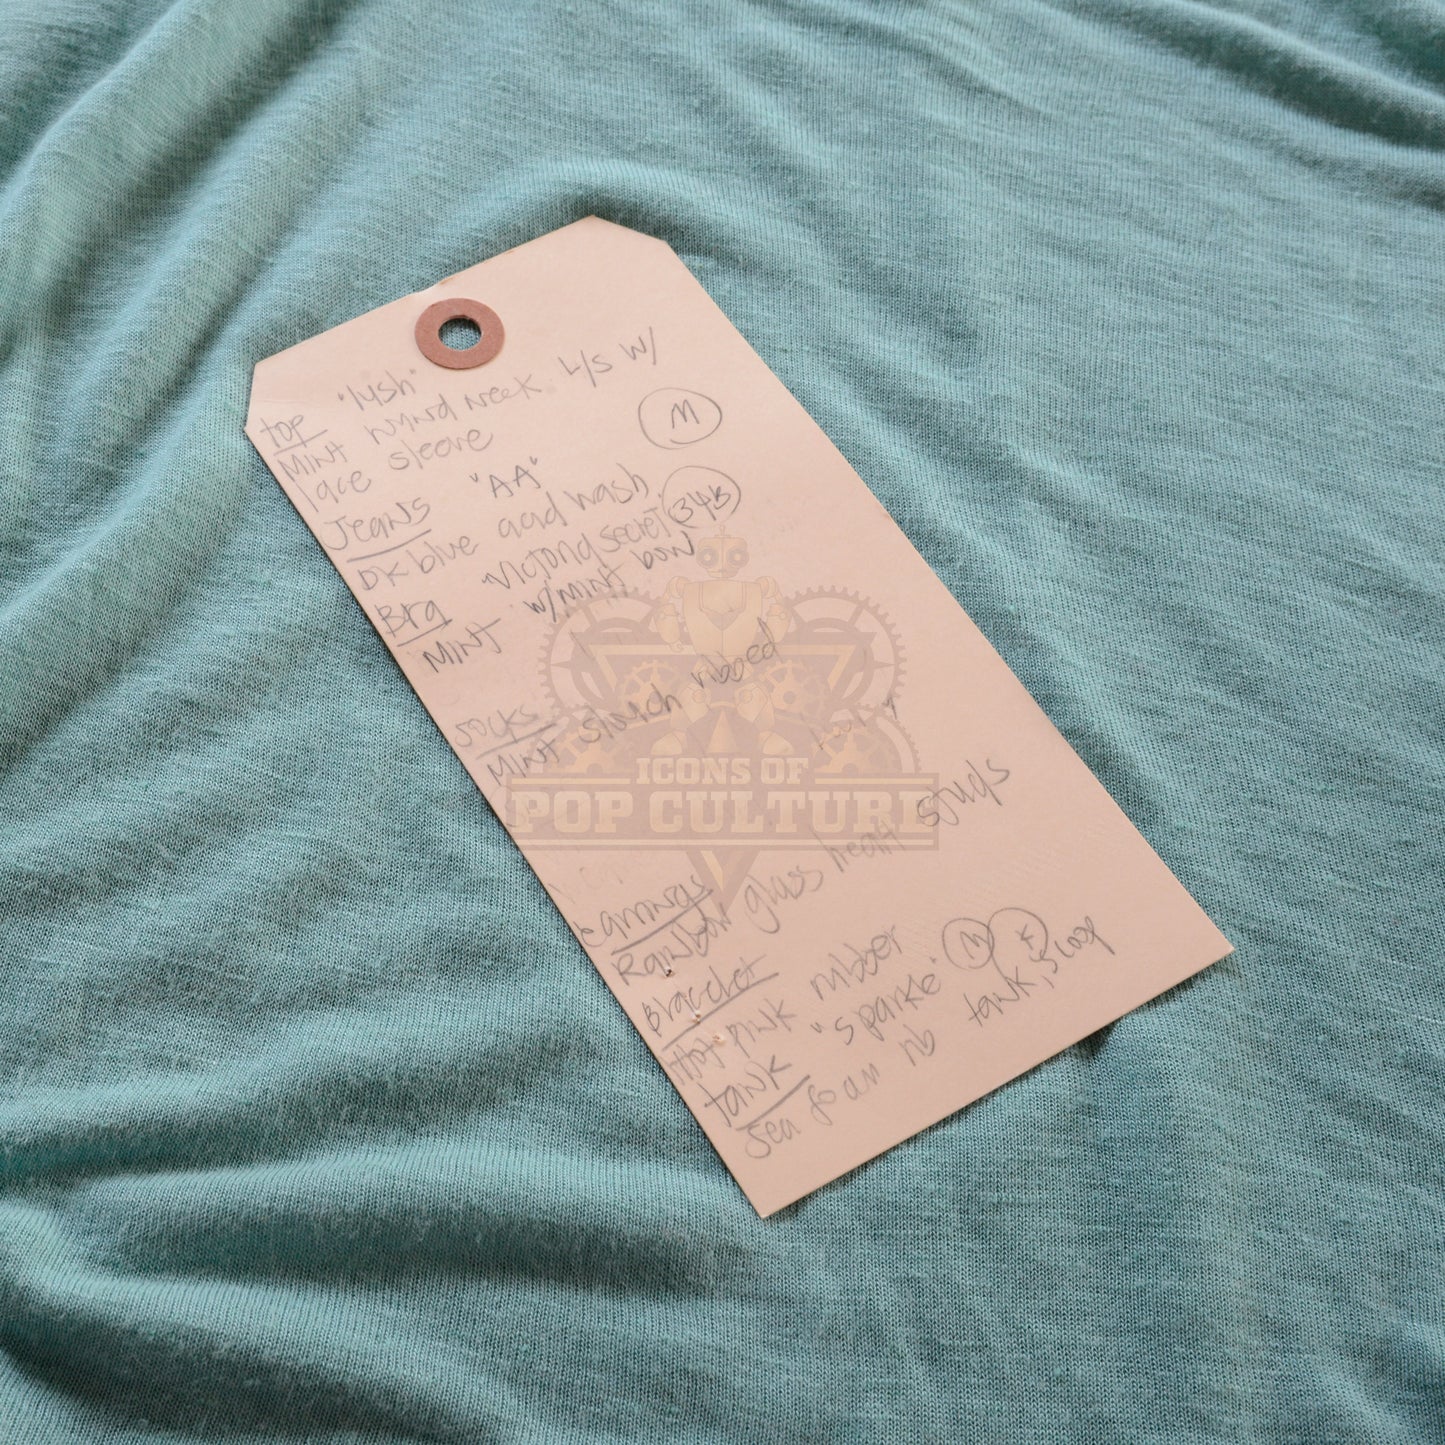 top "lush"
Mint round neck L/S w/
lace sleeve
M
Jeans "AA"
DK blue acid wash
Bra "Victoria Secret" 34B
Mint w/mint bow
socks
Mint slouch ribbed
Earrings
Rainbow glass heart studs
Bracelet
Hot pink rubber
tank "sparkle" M
sea foam rib tank,
ICONS OF
POP CULTURE